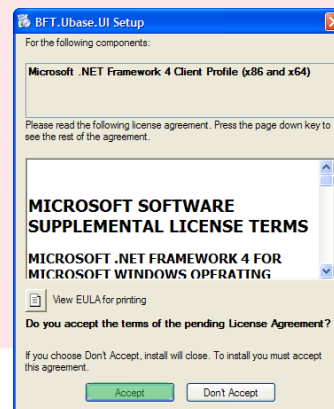 BFT.Ubase.UI Setup
For the following components:
Microsoft .NET Framework 4 Client Profile (x86 and x64)
Please read the following license agreement. Press the page down key to
see the rest of the agreement.
MICROSOFT SOFTWARE
SUPPLEMENTAL LICENSE TERMS
MICROSOFT .NET FRAMEWORK 4 FOR
MICROSOFT WINDOWS OPERATING
View EULA for printing
Do you accept the terms of the pending License Agreement?
If you choose Don't Accept, install will close. To install you must accept
this agreement.
Accept
Don't Accept